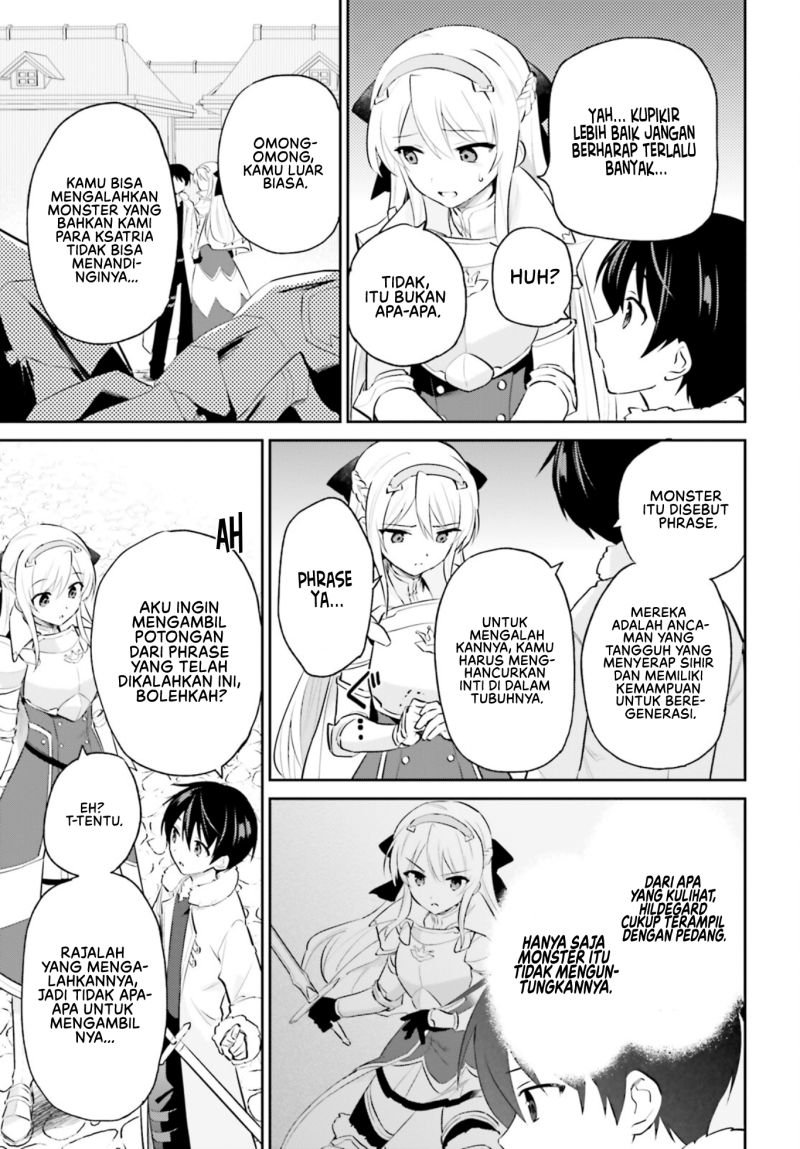 YAH... KUPIKIR
LEBIH BAIK JANGAN
BERHARAP TERLALU
BANYAK...
HUH?
TIDAK,
ITU BUKAN
APA-APA.
OMONG-
OMONG,
KAMU LUAR
BIASA.
KAMU BISA
MENGALAHKAN
MONSTER YANG
BAHKAN KAMI
PARA KSATRIA
TIDAK BISA
MENANDI-
NGINYA...
MONSTER
ITU DISEBUT
PHRASE.
MEREKA
ADALAH ANCA-
MAN YANG
TANGGUH YANG
MENYERAP SIHIR
DAN MEMILIKI
KEMAMPUAN
UNTUK BERE-
GENERASI.
UNTUK
MENGALAH
KANNYA, KAMU
HARUS MENG-
HANCURKAN
INTI DI DALAM
TUBUHNYA.
PHRASE
YA...
DARI APA
YANG KULIHAT,
HILDEGARD
CUKUP TERAMPIL
DENGAN PEDANG.
HANYA SAJA
MONSTER ITU
TIDAK MENGUN-
TUNGKANNYA.
AH
AKU INGIN
MENGAMBIL
POTONGAN
DARI PHRASE
YANG TELAH
DIKALAHKAN INI,
BOLEHKAH?
EH?
T-TENTU.
RAJALAH
YANG MENGA-
LAHKANNYA,
JADI TIDAK APA-
APA UNTUK
MENGAMBIL
NYA...